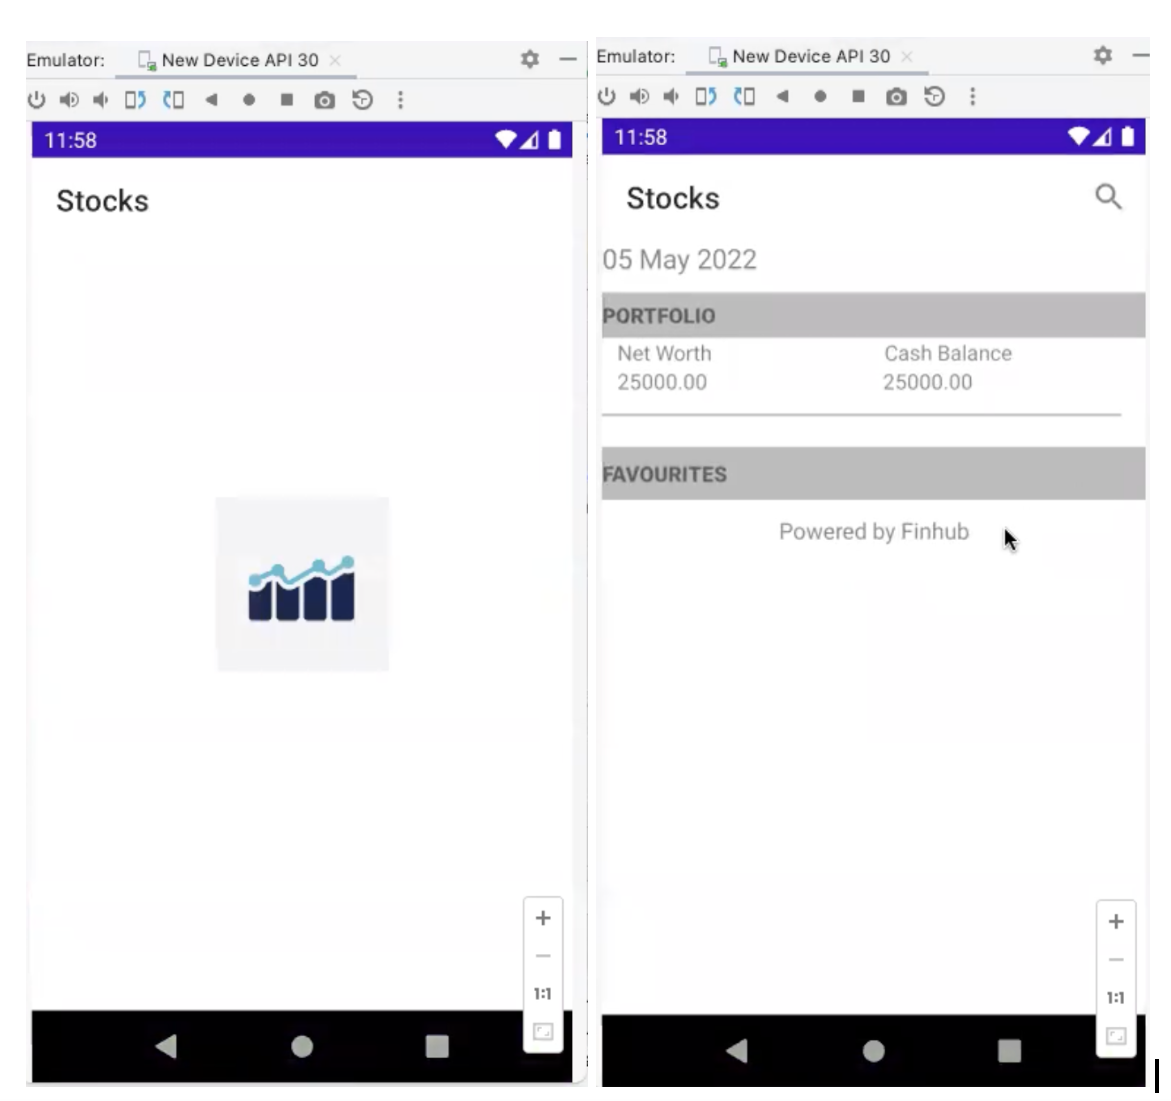 Emulator: New Device API 30
11:58
Stocks
1:1
Emulator: New Device API 30
11:58
Stocks
05 May 2022
PORTFOLIO
Net Worth Cash Balance
25000.00 25000.00
FAVOURITES
Powered by Finhub
1:1